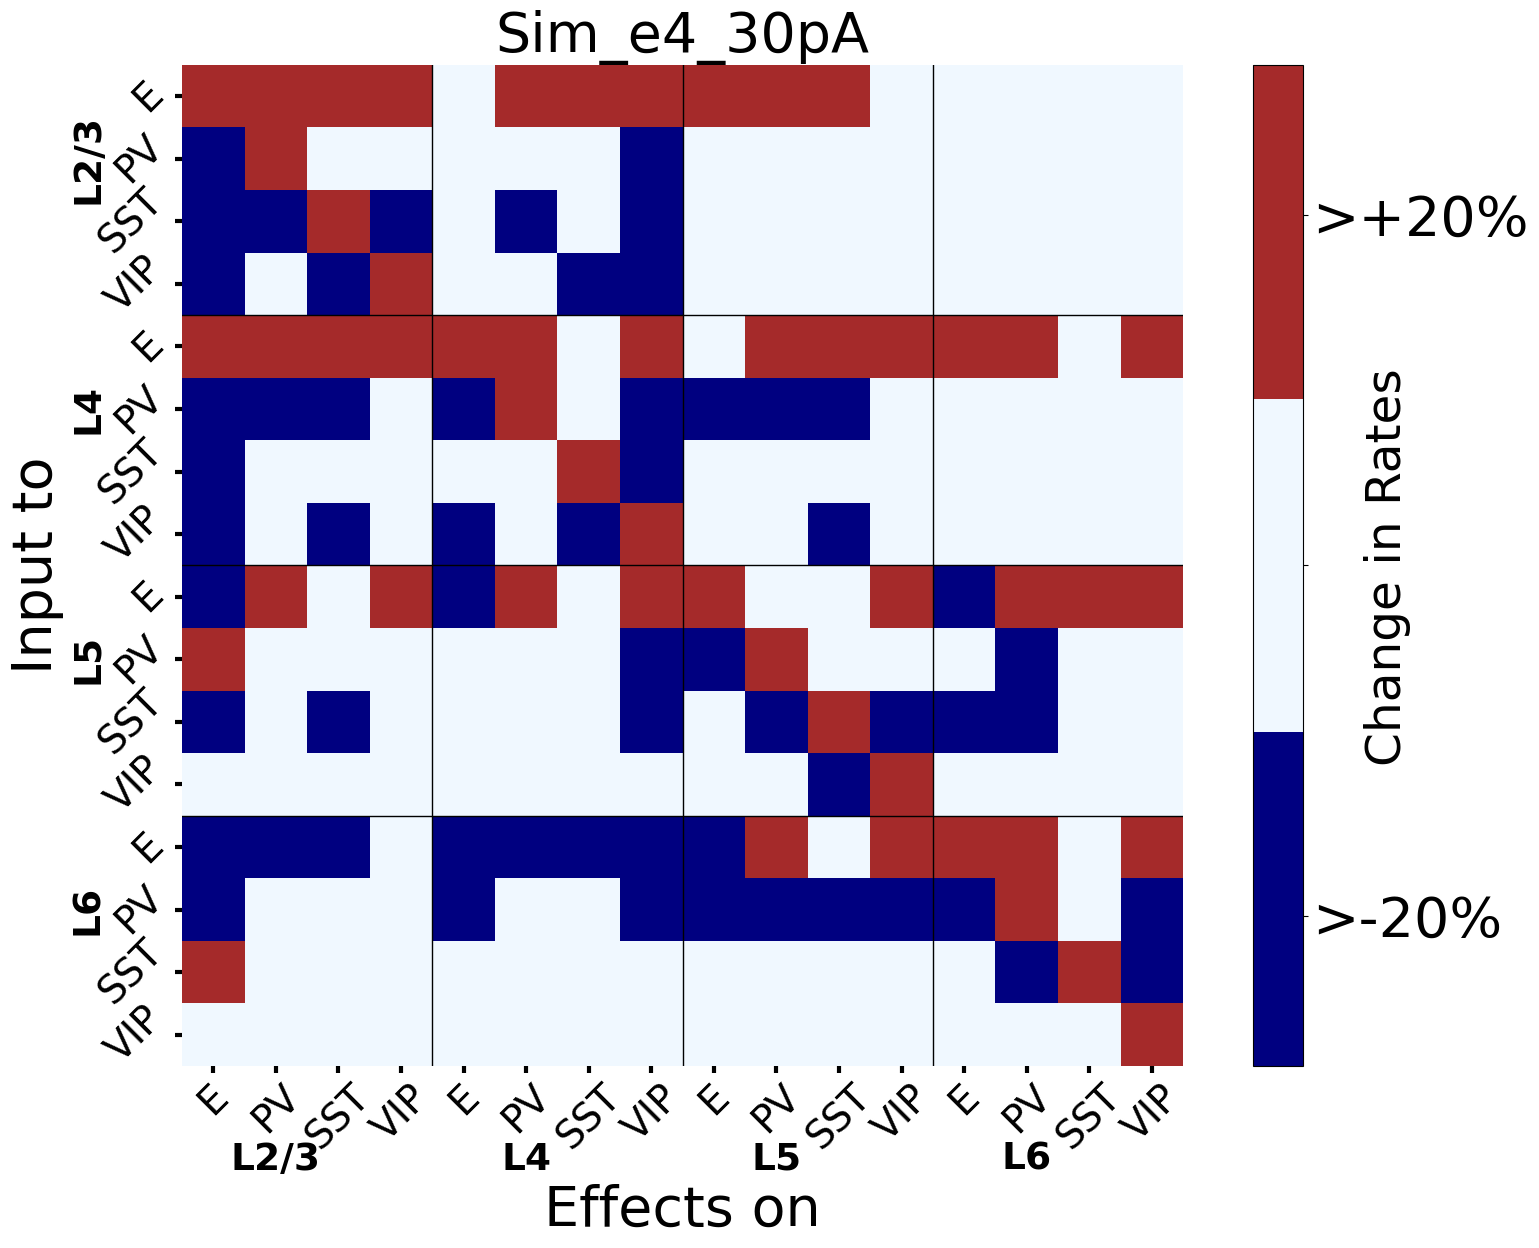 Sim_e4_30pA
Input to
L2/3
E
PV
SST
VIP
L4
E
PV
SST
VIP
L5
E
PV
SST
VIP
L6
E
PV
SST
VIP
E PV SST VIP E PV SST VIP E PV SST VIP E PV SST VIP
L2/3 L4 L5 L6
Effects on
>+20%
>-20%
Change in Rates